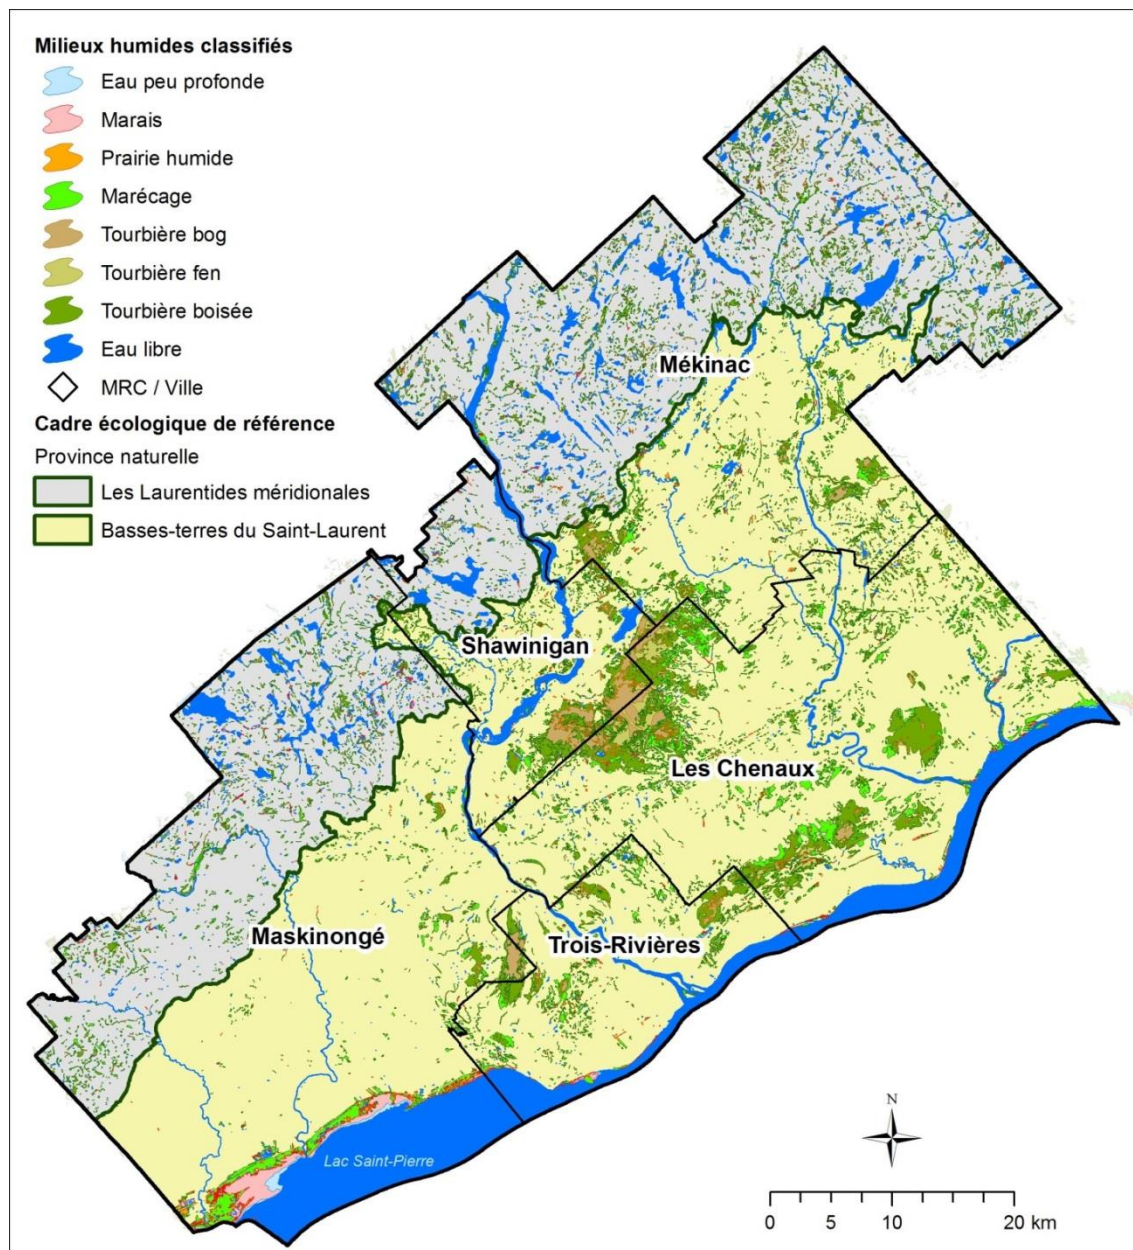 Milieux humides classifiés
Eau peu profonde
Marais
Prairie humide
Marécage
Tourbière bog
Tourbière fen
Tourbière boisée
Eau libre
MRC / Ville
Cadre écologique de référence
Province naturelle
Les Laurentides méridionales
Basses-terres du Saint-Laurent
Mékinac
Shawinigan
Les Chenaux
Maskinongé
Trois-Rivières
Lac Saint-Pierre
N
0 5 10 20 km